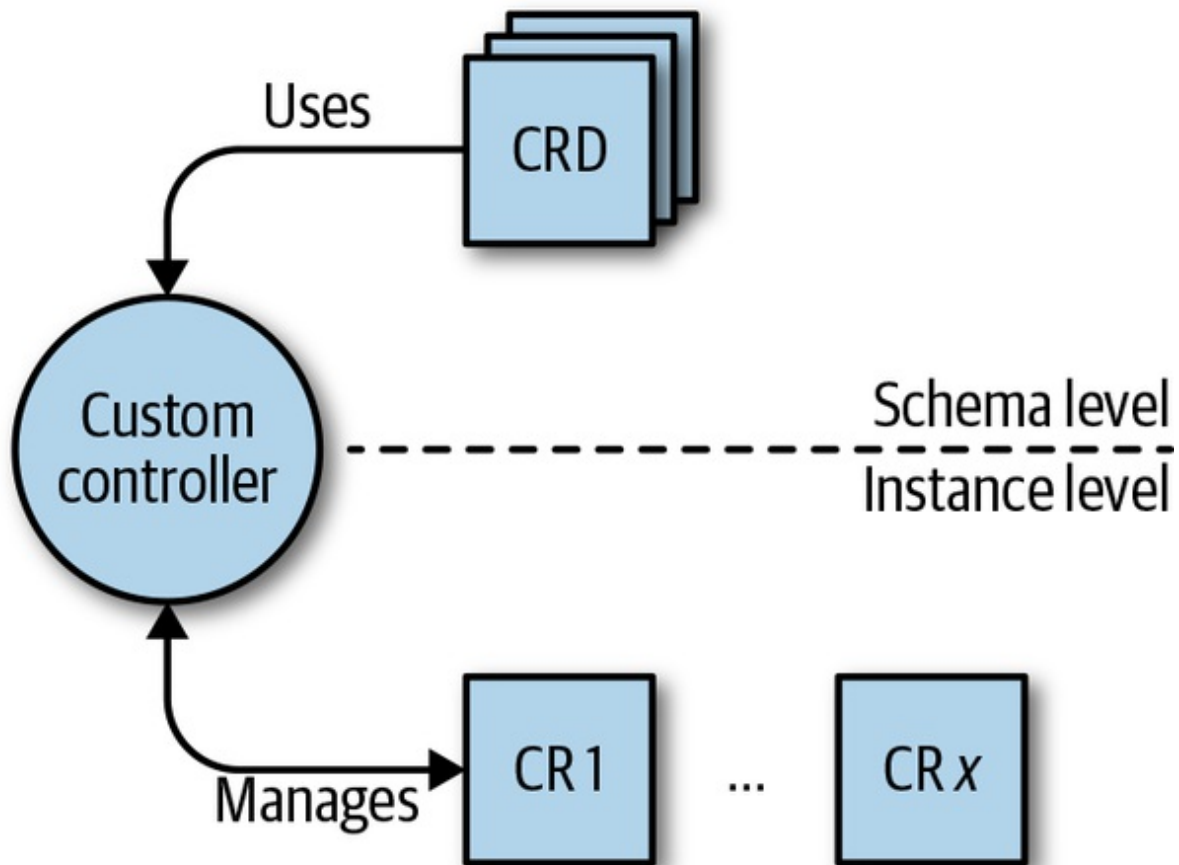 Uses
CRD
Custom
controller
Schema level
Instance level
Manages
CR 1
...
CR x